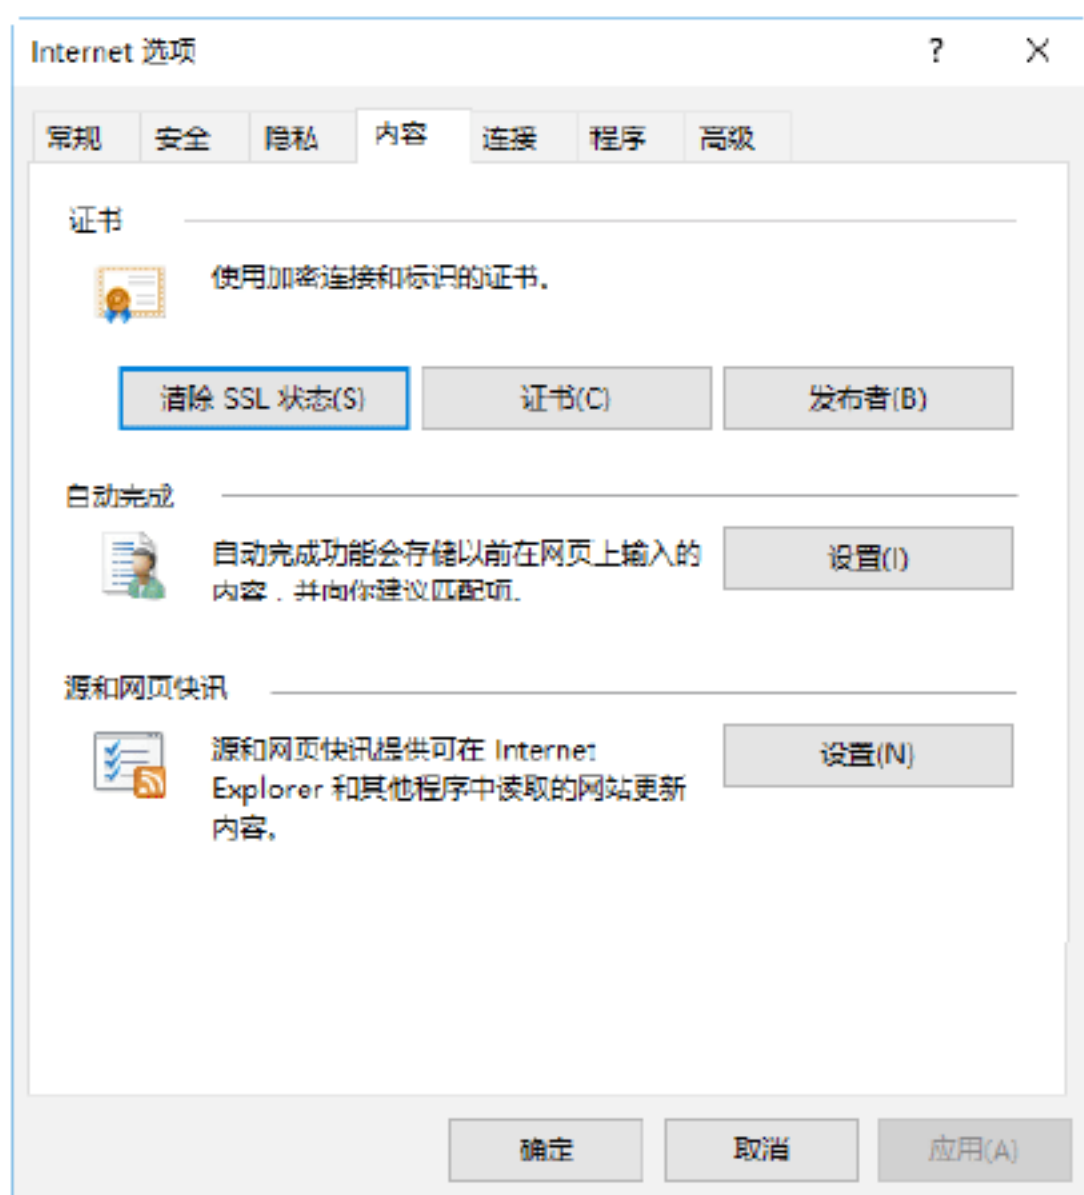 Internet 选项
?
常规 安全 隐私 内容 连接 程序 高级
证书
使用加密连接和标识的证书。
清除 SSL 状态(S) 证书(C) 发布者(B)
自动完成
自动完成功能会存储以前在网页上输入的
内容，并向你建议匹配项。
设置(I)
源和网页快讯
源和网页快讯提供可在 Internet
Explorer 和其他程序中读取的网站更新
内容。
设置(N)
确定 取消 应用(A)